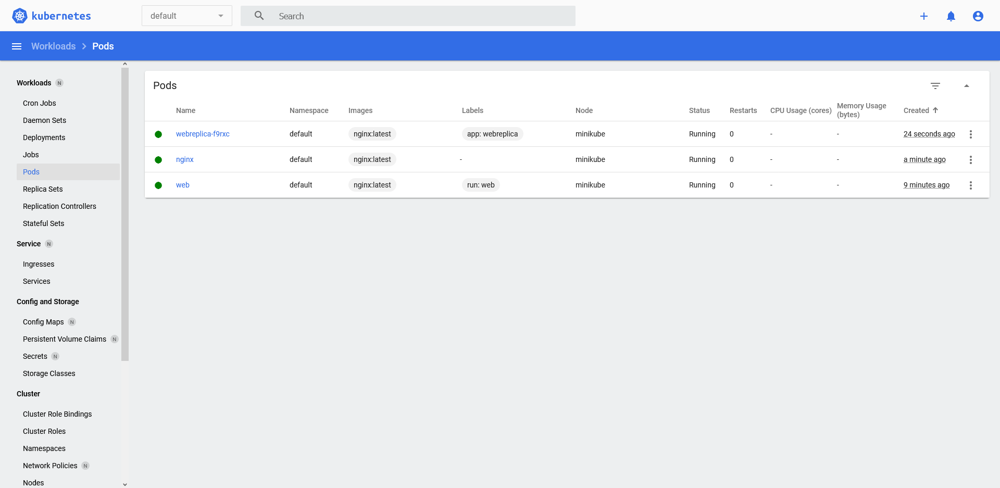 kubernetes
default
Search
Workloads > Pods
Workloads N
Cron Jobs
Daemon Sets
Deployments
Jobs
Pods
Replica Sets
Replication Controllers
Stateful Sets
Service N
Ingresses
Services
Config and Storage
Config Maps N
Persistent Volume Claims N
Secrets N
Storage Classes
Cluster
Cluster Role Bindings
Cluster Roles
Namespaces
Network Policies N
Nodes
Pods
Name Namespace Images Labels Node Status Restarts CPU Usage (cores) Memory Usage (bytes) Created
webreplica-f9rxc default nginx:latest app: webreplica minikube Running 0 - - 24 seconds ago
nginx default nginx:latest - minikube Running 0 - - a minute ago
web default nginx:latest run: web minikube Running 0 - - 9 minutes ago